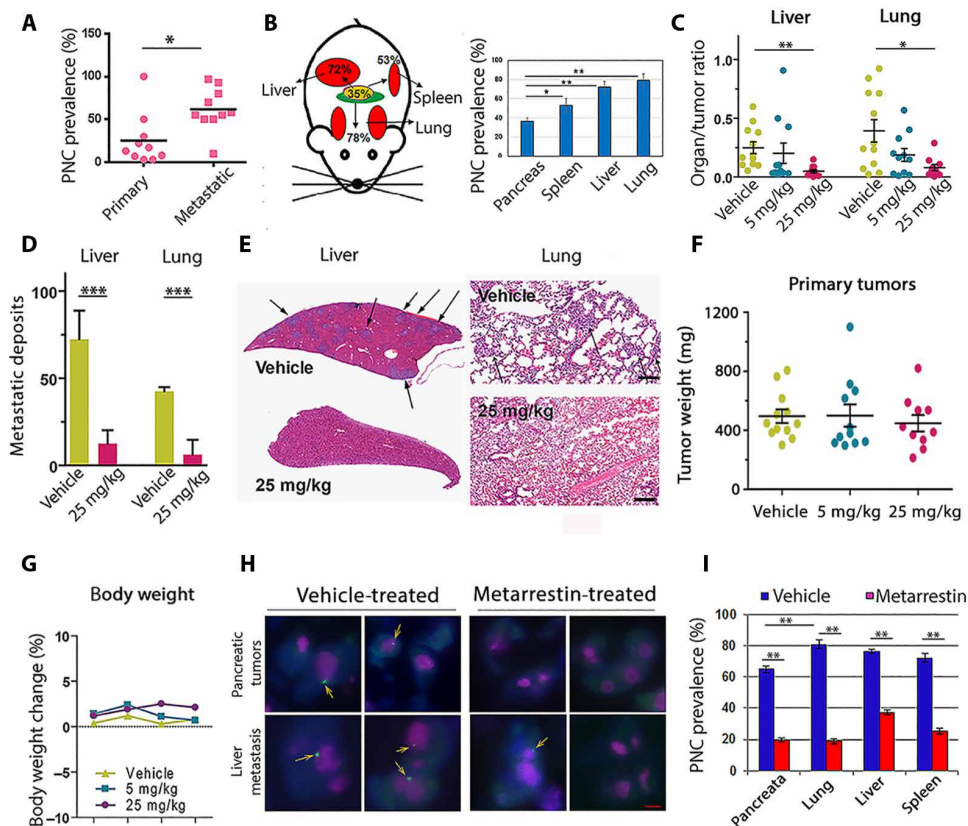 A
PNC prevalence (%)
150
100
50
0
*
Primary
Metastatic
B
72%
53%
35%
78%
Liver
Spleen
Lung
PNC prevalence (%)
100
80
60
40
20
0
**
**
*
Pancreas
Spleen
Liver
Lung
C
Liver
Lung
Organ/tumor ratio
1.0
0.5
0.0
**
*
Vehicle
5 mg/kg
25 mg/kg
Vehicle
5 mg/kg
25 mg/kg
D
Liver
Lung
Metastatic deposits
100
50
0
***
***
Vehicle
25 mg/kg
Vehicle
25 mg/kg
E
Liver
Lung
Vehicle
25 mg/kg
Vehicle
25 mg/kg
F
Primary tumors
Tumor weight (mg)
1200
800
400
0
Vehicle
5 mg/kg
25 mg/kg
G
Body weight
Body weight change (%)
10
5
0
−5
−10
Vehicle
5 mg/kg
25 mg/kg
H
Vehicle-treated
Metarrestin-treated
Pancreatic
tumors
Liver
metastasis
I
Vehicle
Metarrestin
PNC prevalence (%)
100
80
60
40
20
0
**
**
**
**
**
Pancreata
Lung
Liver
Spleen